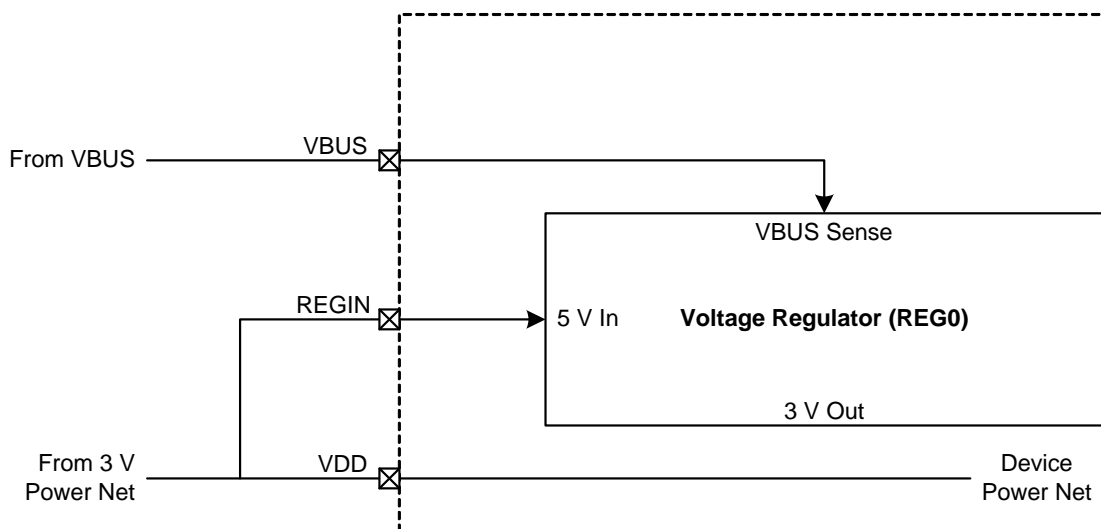 From VBUS
VBUS
VBUS Sense
REGIN
5 V In
Voltage Regulator (REG0)
3 V Out
From 3 V
Power Net
VDD
Device
Power Net